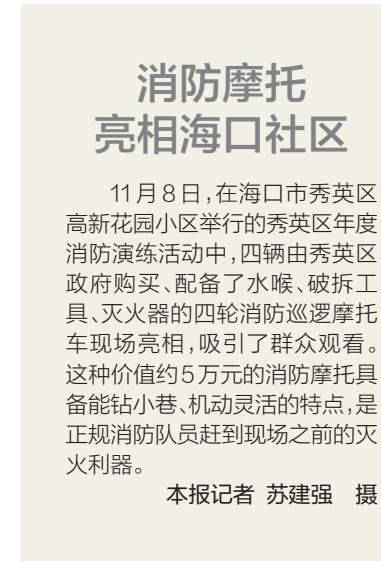 消防摩托
亮相海口社区
11月8日,在海口市秀英区
高新花园小区举行的秀英区年度
消防演练活动中,四辆由秀英区
政府购买、配备了水喉、破拆工
具、灭火器的四轮消防巡逻摩托
车现场亮相,吸引了群众观看。
这种价值约5万元的消防摩托具
备能钻小巷、机动灵活的特点,是
正规消防队员赶到现场之前的灭
火利器。
本报记者 苏建强 摄